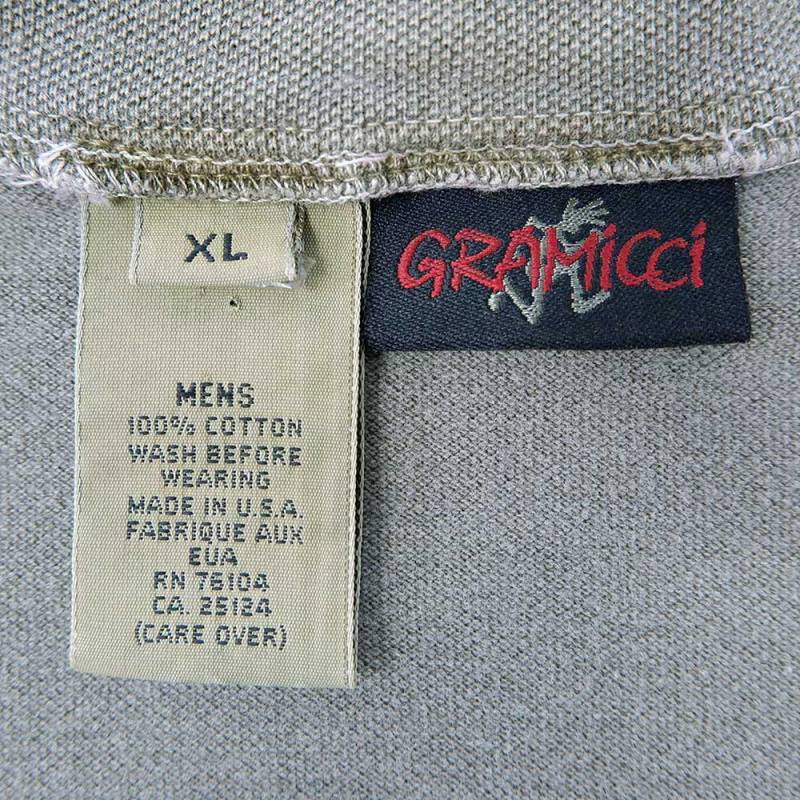 XL
GRAMiCCi
MENS
100% COTTON
WASH BEFORE
WEARING
MADE IN U.S.A.
FABRIQUE AUX
EUA
RN 76104
CA. 25124
(CARE OVER)